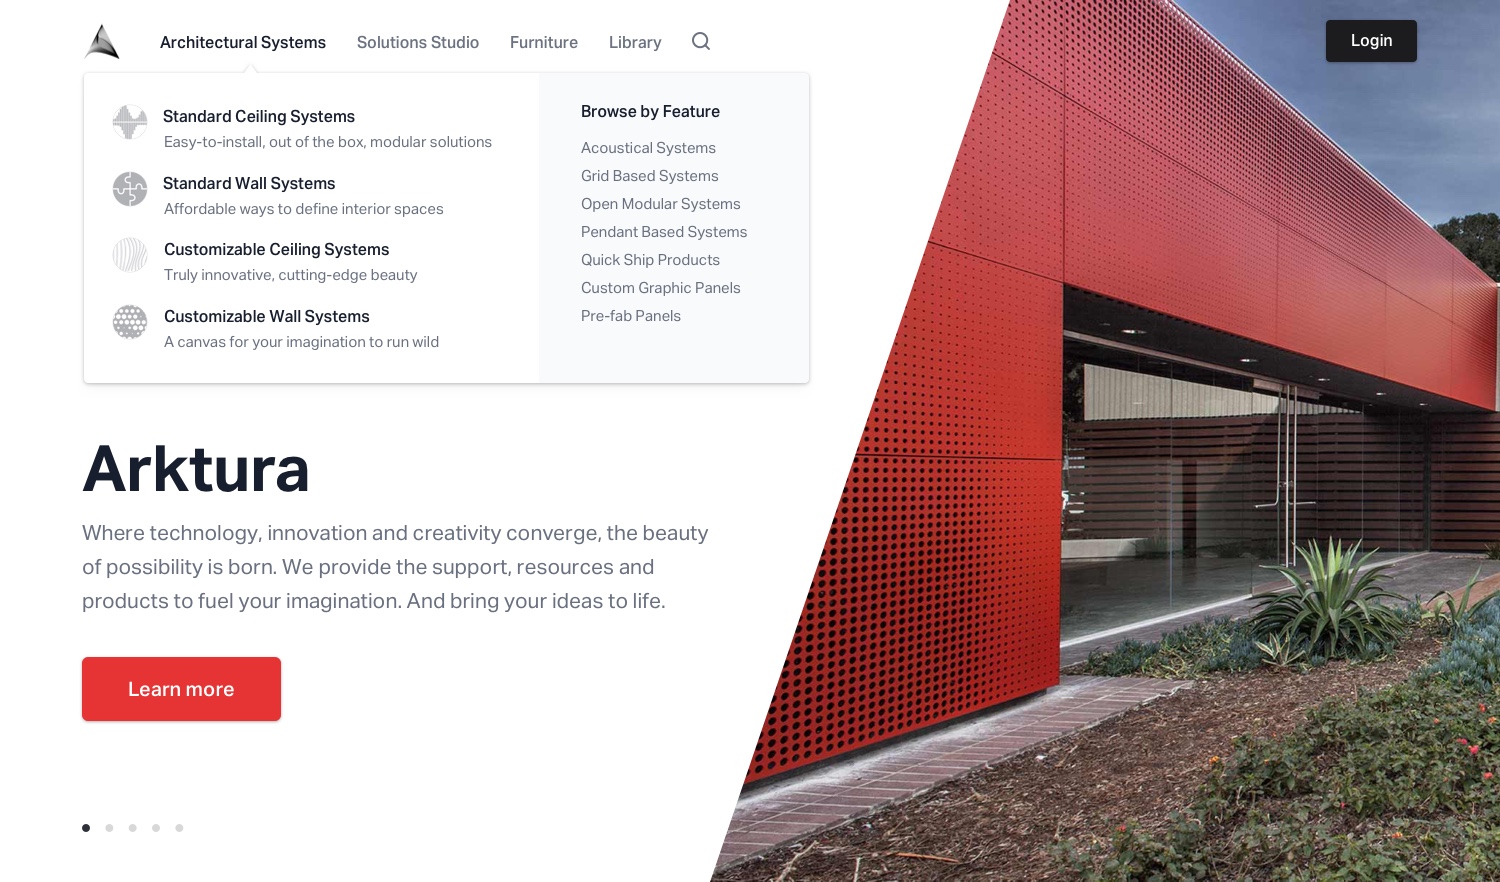 Architectural Systems
Solutions Studio
Furniture
Library
Login
Standard Ceiling Systems
Easy-to-install, out of the box, modular solutions
Standard Wall Systems
Affordable ways to define interior spaces
Customizable Ceiling Systems
Truly innovative, cutting-edge beauty
Customizable Wall Systems
A canvas for your imagination to run wild
Browse by Feature
Acoustical Systems
Grid Based Systems
Open Modular Systems
Pendant Based Systems
Quick Ship Products
Custom Graphic Panels
Pre-fab Panels
Arktura
Where technology, innovation and creativity converge, the beauty
of possibility is born. We provide the support, resources and
products to fuel your imagination. And bring your ideas to life.
Learn more